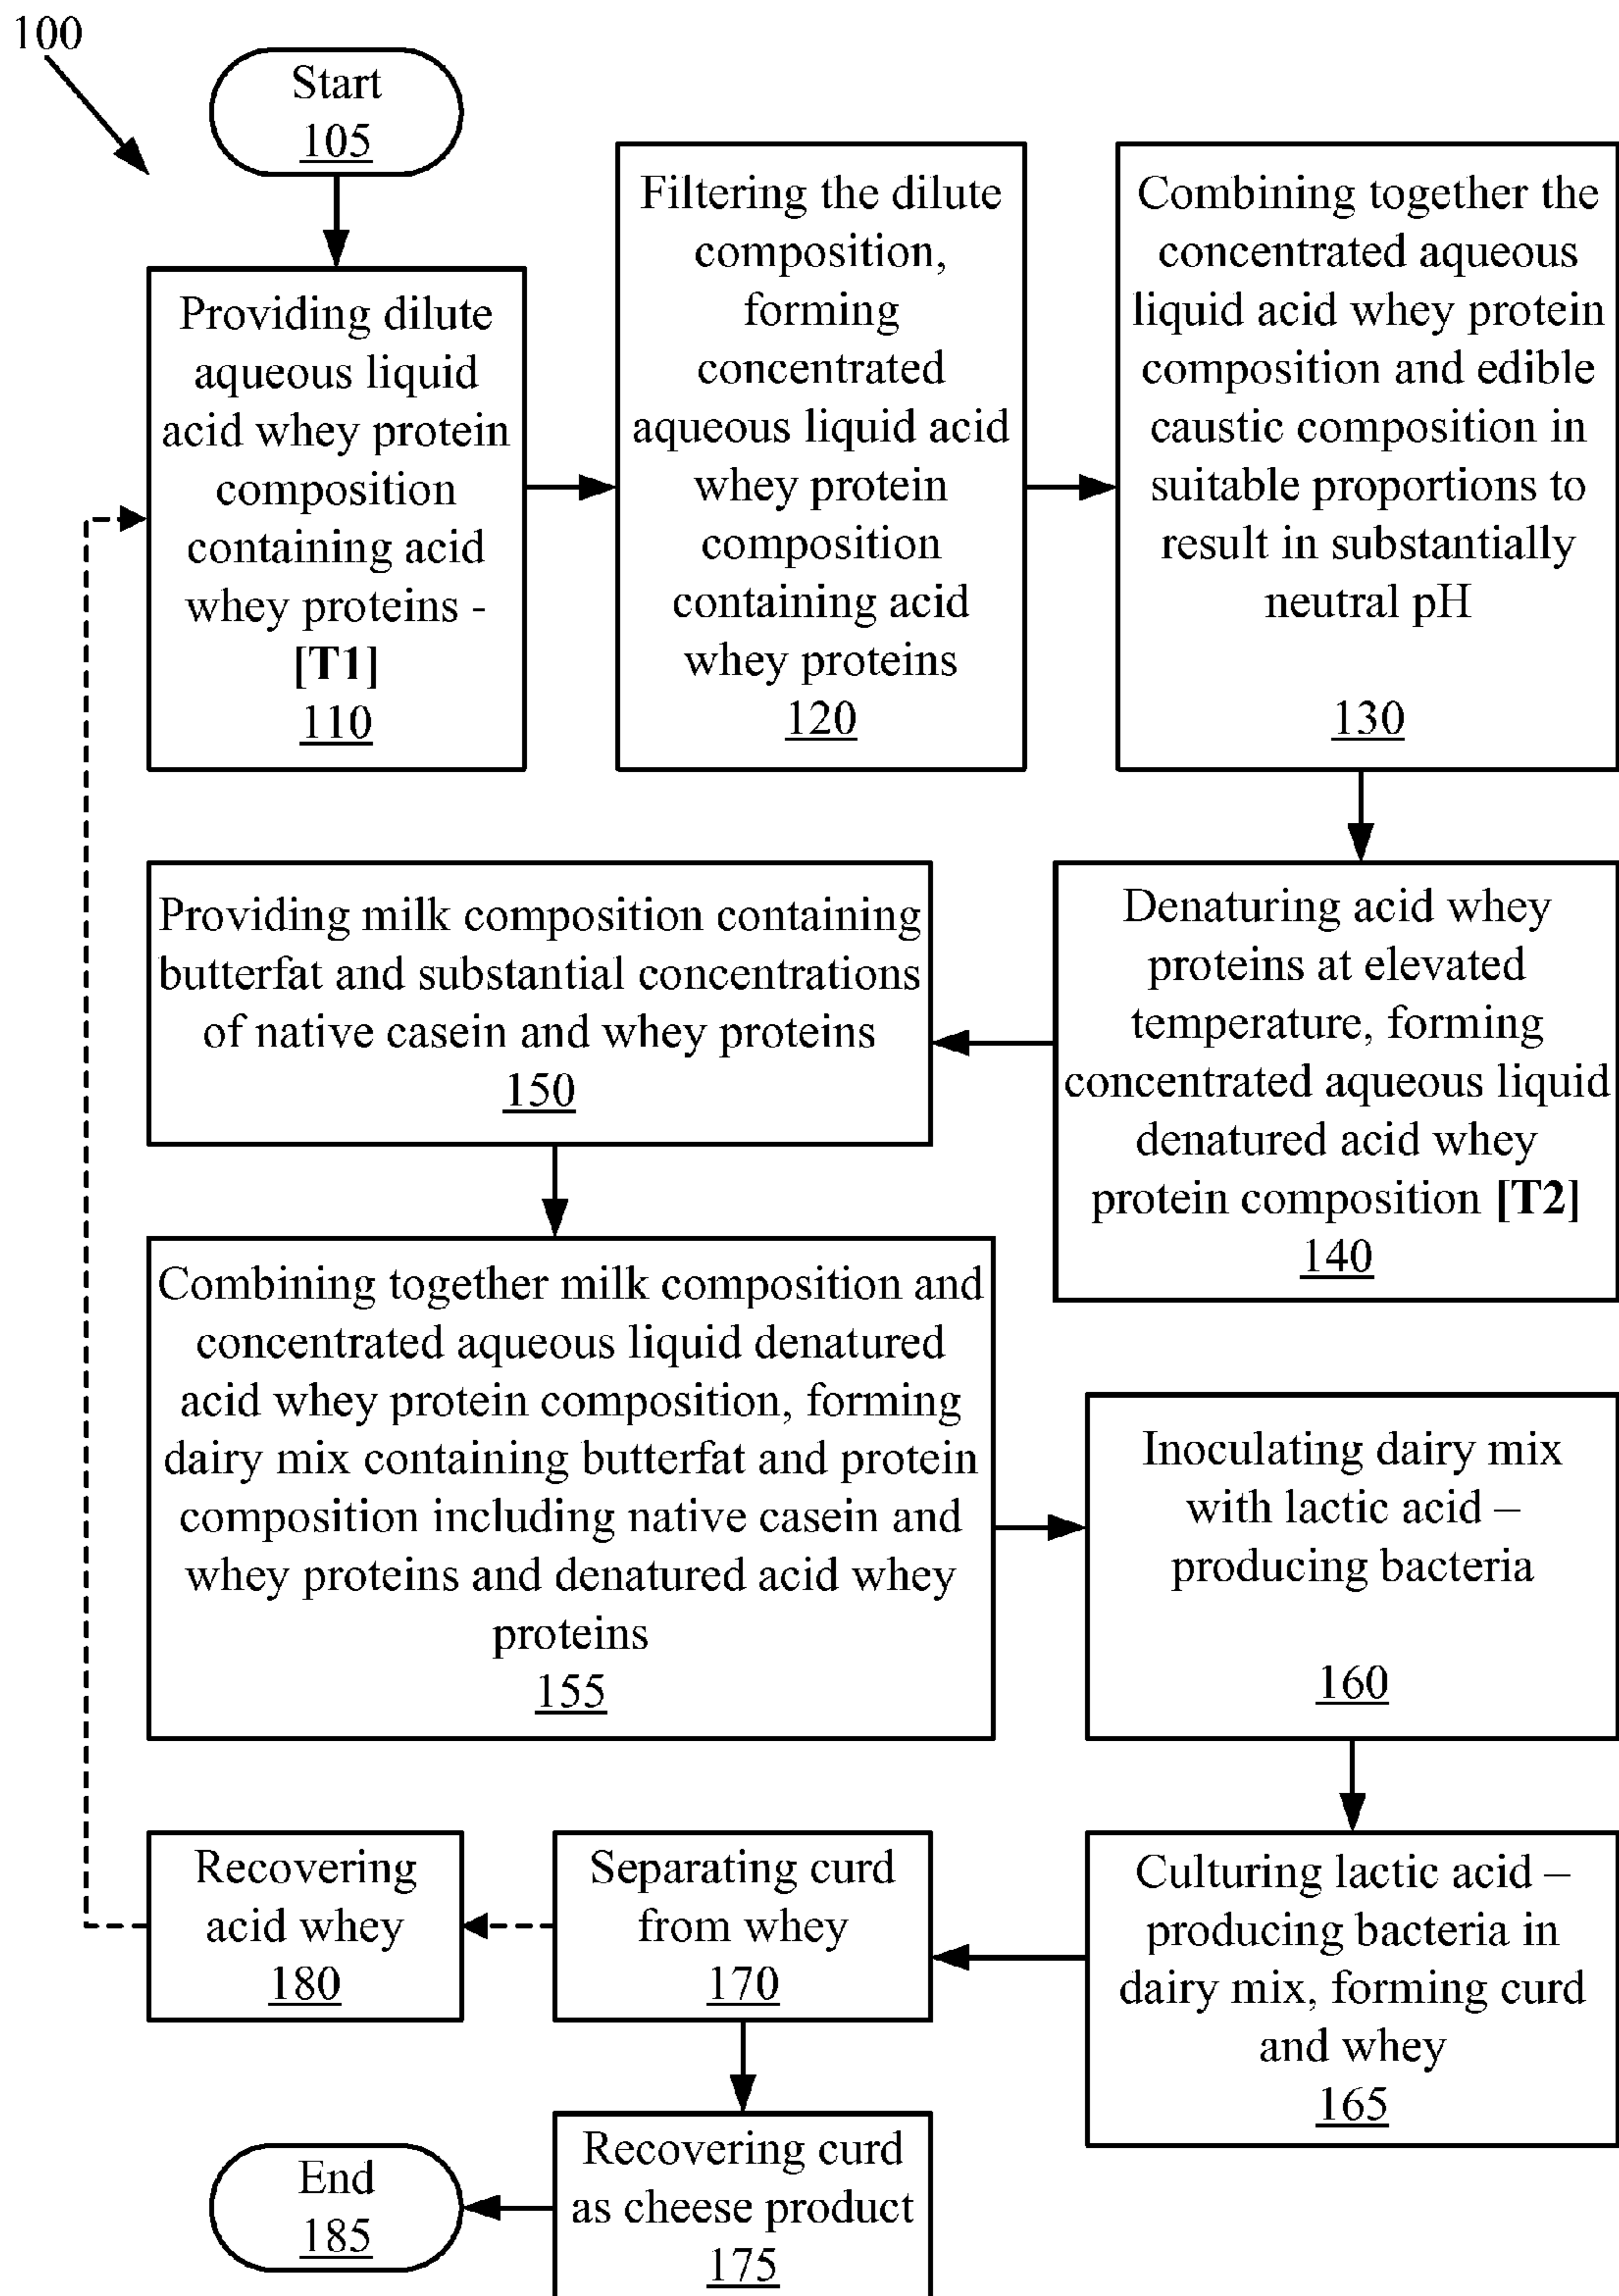 100
Start
105
Providing dilute
aqueous liquid
acid whey protein
composition
containing acid
whey proteins -
[T1]
110
Filtering the dilute
composition,
forming
concentrated
aqueous liquid acid
whey protein
composition
containing acid
whey proteins
120
Combining together the
concentrated aqueous
liquid acid whey protein
composition and edible
caustic composition in
suitable proportions to
result in substantially
neutral pH
130
Denaturing acid whey
proteins at elevated
temperature, forming
concentrated aqueous liquid
denatured acid whey
protein composition [T2]
140
Providing milk composition containing
butterfat and substantial concentrations
of native casein and whey proteins
150
Combining together milk composition and
concentrated aqueous liquid denatured
acid whey protein composition, forming
dairy mix containing butterfat and protein
composition including native casein and
whey proteins and denatured acid whey
proteins
155
Inoculating dairy mix
with lactic acid –
producing bacteria
160
Culturing lactic acid –
producing bacteria in
dairy mix, forming curd
and whey
165
Separating curd
from whey
170
Recovering
acid whey
180
Recovering curd
as cheese product
175
End
185